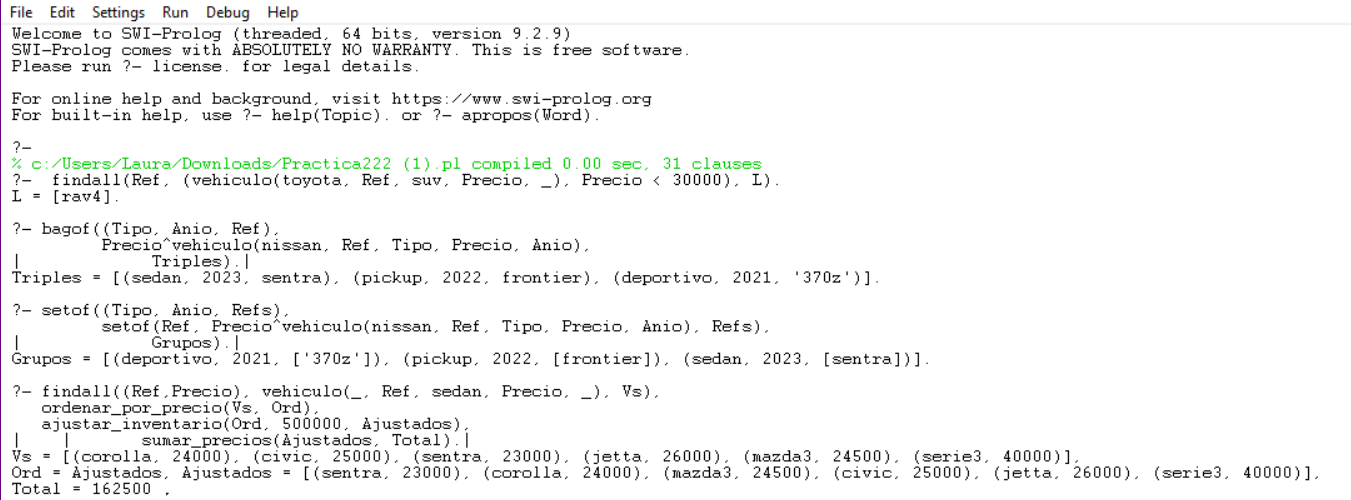 File Edit Settings Run Debug Help
Welcome to SWI-Prolog (threaded, 64 bits, version 9.2.9)
SWI-Prolog comes with ABSOLUTELY NO WARRANTY. This is free software.
Please run ?- license. for legal details.
For online help and background, visit https://www.swi-prolog.org
For built-in help, use ?- help(Topic). or ?- apropos(Word).
?-
% c:/Users/Laura/Downloads/Practica222 (1).pl compiled 0.00 sec, 31 clauses
?-  findall(Ref, (vehiculo(toyota, Ref, suv, Precio, _), Precio < 30000), L).
L = [rav4].
?- bagof((Tipo, Anio, Ref),
         Precio^vehiculo(nissan, Ref, Tipo, Precio, Anio),
|              Triples).|
Triples = [(sedan, 2023, sentra), (pickup, 2022, frontier), (deportivo, 2021, '370z')].
?- setof((Tipo, Anio, Refs),
         setof(Ref, Precio^vehiculo(nissan, Ref, Tipo, Precio, Anio), Refs),
|              Grupos).|
Grupos = [(deportivo, 2021, ['370z']), (pickup, 2022, [frontier]), (sedan, 2023, [sentra])].
?- findall((Ref,Precio), vehiculo(_, Ref, sedan, Precio, _), Vs),
   ordenar_por_precio(Vs, Ord),
   ajustar_inventario(Ord, 500000, Ajustados),
|    |       sumar_precios(Ajustados, Total).|
Vs = [(corolla, 24000), (civic, 25000), (sentra, 23000), (jetta, 26000), (mazda3, 24500), (serie3, 40000)],
Ord = Ajustados, Ajustados = [(sentra, 23000), (corolla, 24000), (mazda3, 24500), (civic, 25000), (jetta, 26000), (serie3, 40000)],
Total = 162500 ,